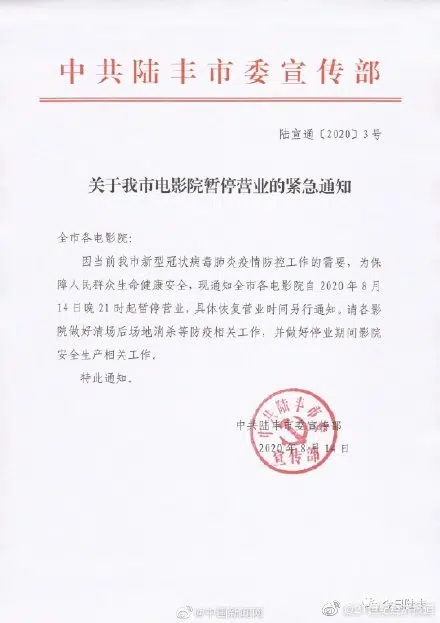 中共陆丰市委宣传部
陆宣通〔2020〕3号
关于我市电影院暂停营业的紧急通知
全市各电影院:
因当前我市新型冠状病毒肺炎疫情防控工作的需要，为保
障人民群众生命健康安全，现通知全市各电影院自2020年8月
14日晚21时起暂停营业，具体恢复营业时间另行通知。请各影
院做好清场后场地消杀等防疫相关工作，并做好停业期间影院
安全生产相关工作。
特此通知。
中共陆丰市委宣传部
2020年8月14日
中共陆丰市委
宣传部
@中国新闻网